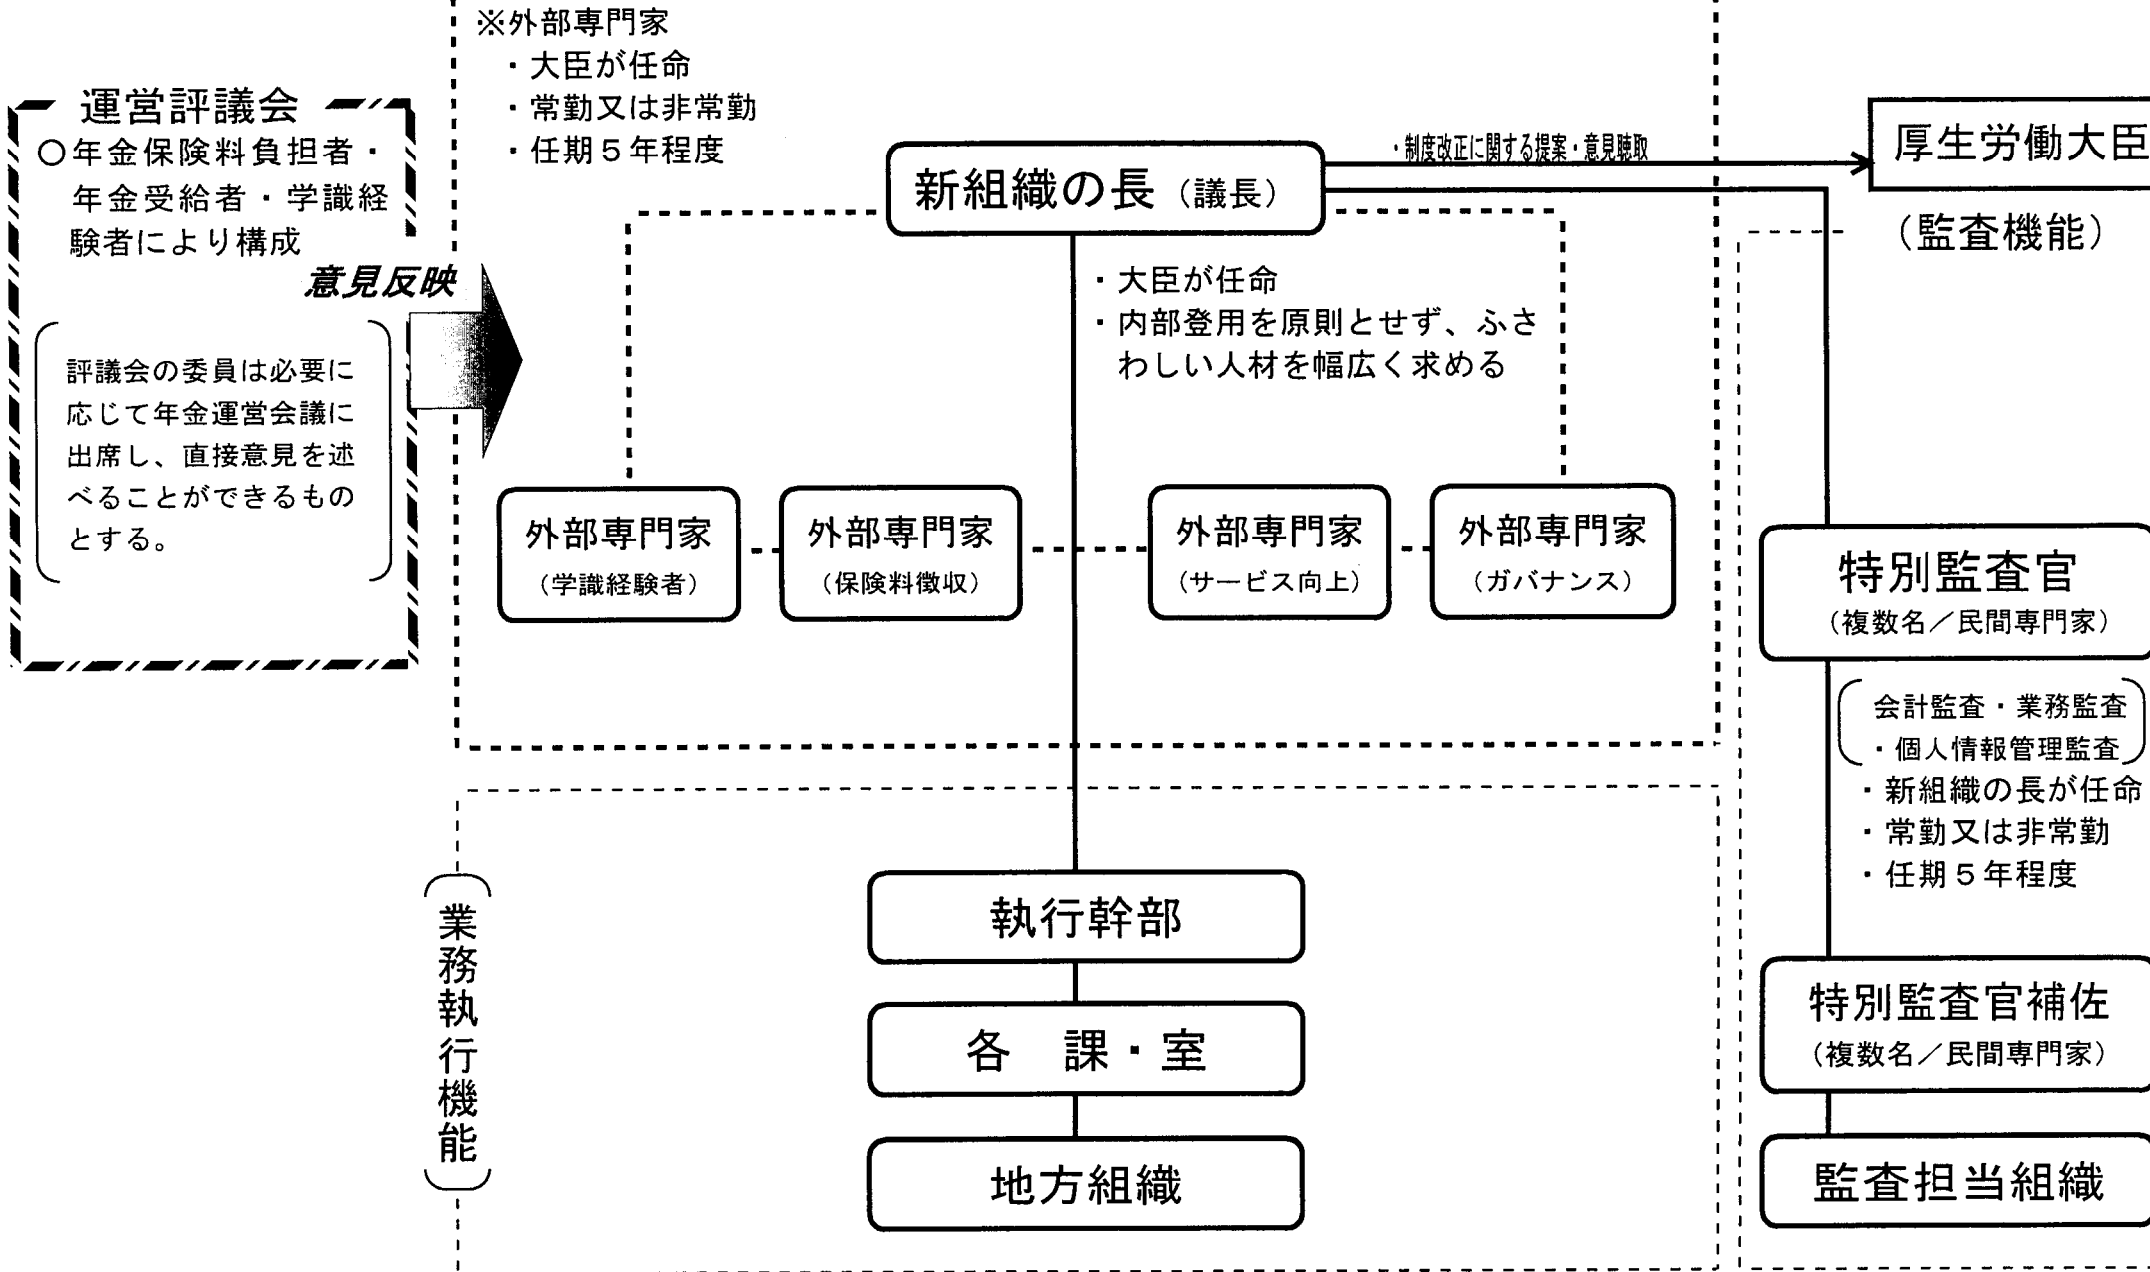 ※外部専門家
・大臣が任命
・常勤又は非常勤
・任期５年程度
運営評議会
○年金保険料負担者・
年金受給者・学識経
験者により構成
意見反映
評議会の委員は必要に
応じて年金運営会議に
出席し、直接意見を述
べることができるもの
とする。
新組織の長（議長）
・制度改正に関する提案・意見聴取
厚生労働大臣
（監査機能）
・大臣が任命
・内部登用を原則とせず、ふさ
わしい人材を幅広く求める
外部専門家
（学識経験者）
外部専門家
（保険料徴収）
外部専門家
（サービス向上）
外部専門家
（ガバナンス）
特別監査官
（複数名／民間専門家）
会計監査・業務監査
・個人情報管理監査
・新組織の長が任命
・常勤又は非常勤
・任期５年程度
業務執行機能
執行幹部
各　課・室
地方組織
特別監査官補佐
（複数名／民間専門家）
監査担当組織